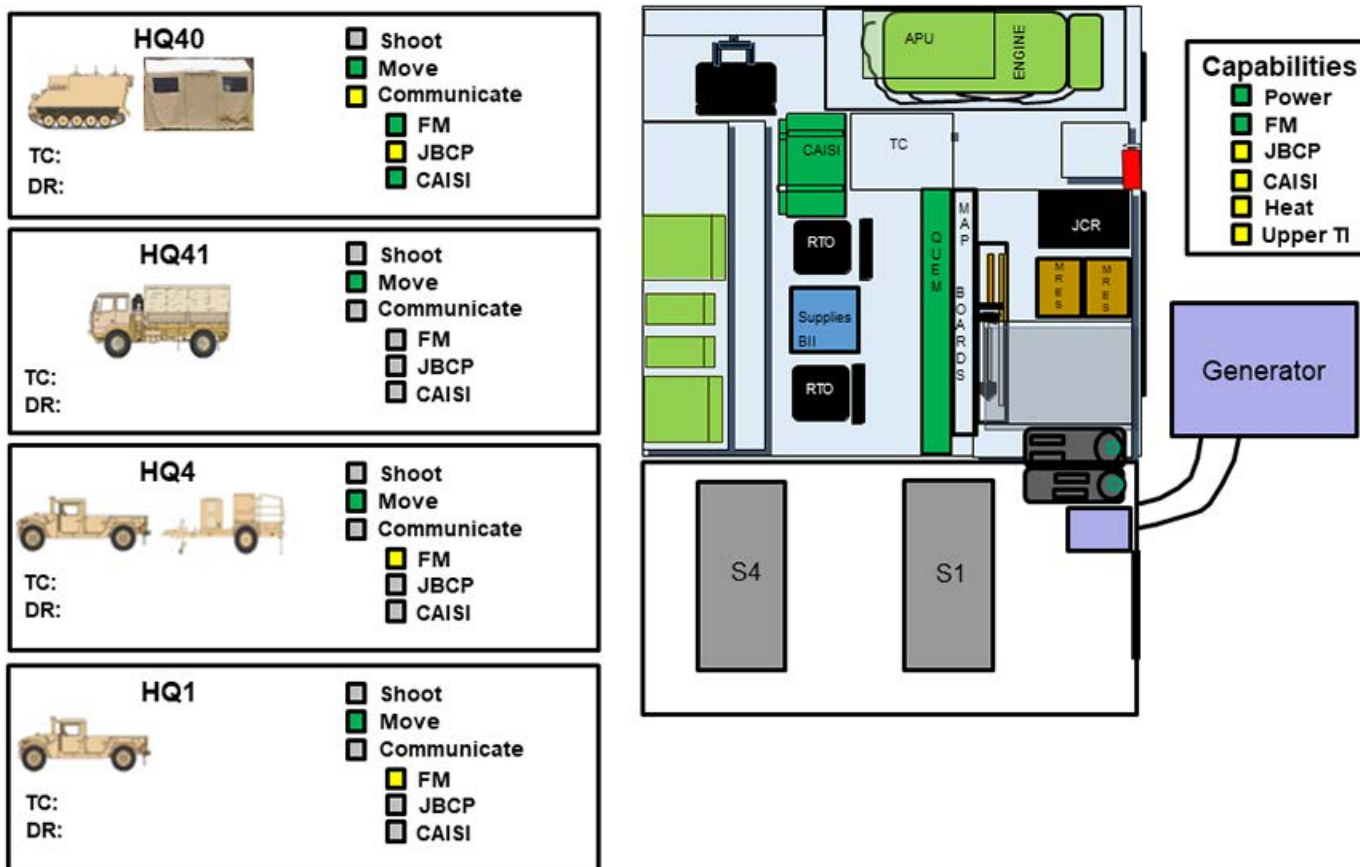 HQ40
Shoot
Move
Communicate
FM
JBCP
CAISI
TC:
DR:
HQ41
Shoot
Move
Communicate
FM
JBCP
CAISI
TC:
DR:
HQ4
Shoot
Move
Communicate
FM
JBCP
CAISI
TC:
DR:
HQ1
Shoot
Move
Communicate
FM
JBCP
CAISI
TC:
DR:
APU
ENGINE
CAISI
TC
RTO
QUEM
MAP BOARDS
JCR
MRES
MRES
Supplies
BII
RTO
S4
S1
Capabilities
Power
FM
JBCP
CAISI
Heat
Upper TI
Generator